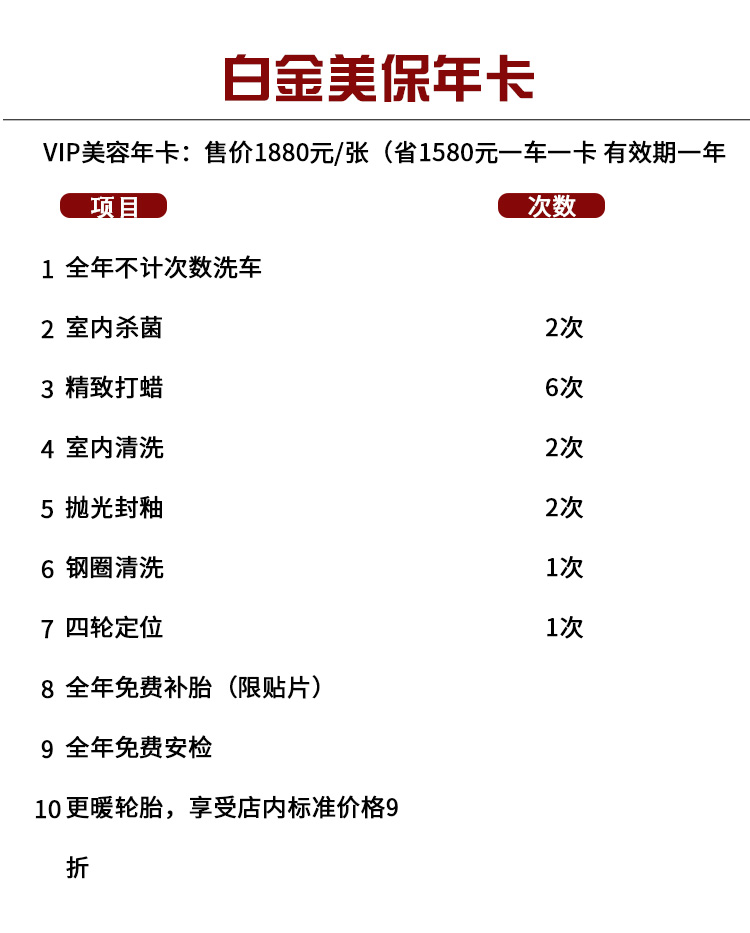 白金美保年卡
VIP美容年卡：售价1880元/张（省1580元一车一卡 有效期一年
项目 次数
1 全年不计次数洗车
2 室内杀菌 2次
3 精致打蜡 6次
4 室内清洗 2次
5 抛光封釉 2次
6 钢圈清洗 1次
7 四轮定位 1次
8 全年免费补胎（限贴片）
9 全年免费安检
10 更暖轮胎，享受店内标准价格9
折